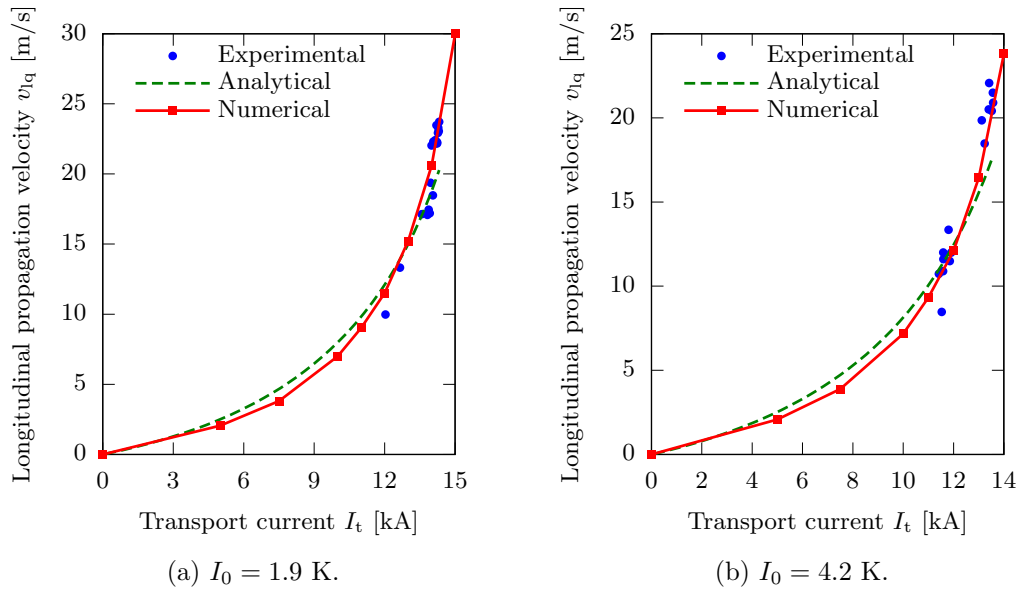 Longitudinal propagation velocity v_lq [m/s]
30
25
20
15
10
5
0
Experimental
Analytical
Numerical
0 3 6 9 12 15
Transport current I_t [kA]
(a) I_0 = 1.9 K.
Longitudinal propagation velocity v_lq [m/s]
25
20
15
10
5
0
Experimental
Analytical
Numerical
0 2 4 6 8 10 12 14
Transport current I_t [kA]
(b) I_0 = 4.2 K.